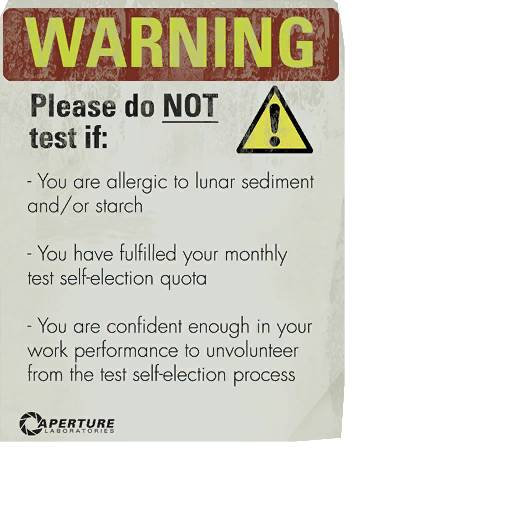 WARNING
Please do NOT
test if:
- You are allergic to lunar sediment
and/or starch
- You have fulfilled your monthly
test self-election quota
- You are confident enough in your
work performance to unvolunteer
from the test self-election process
APERTURE
LABORATORIES